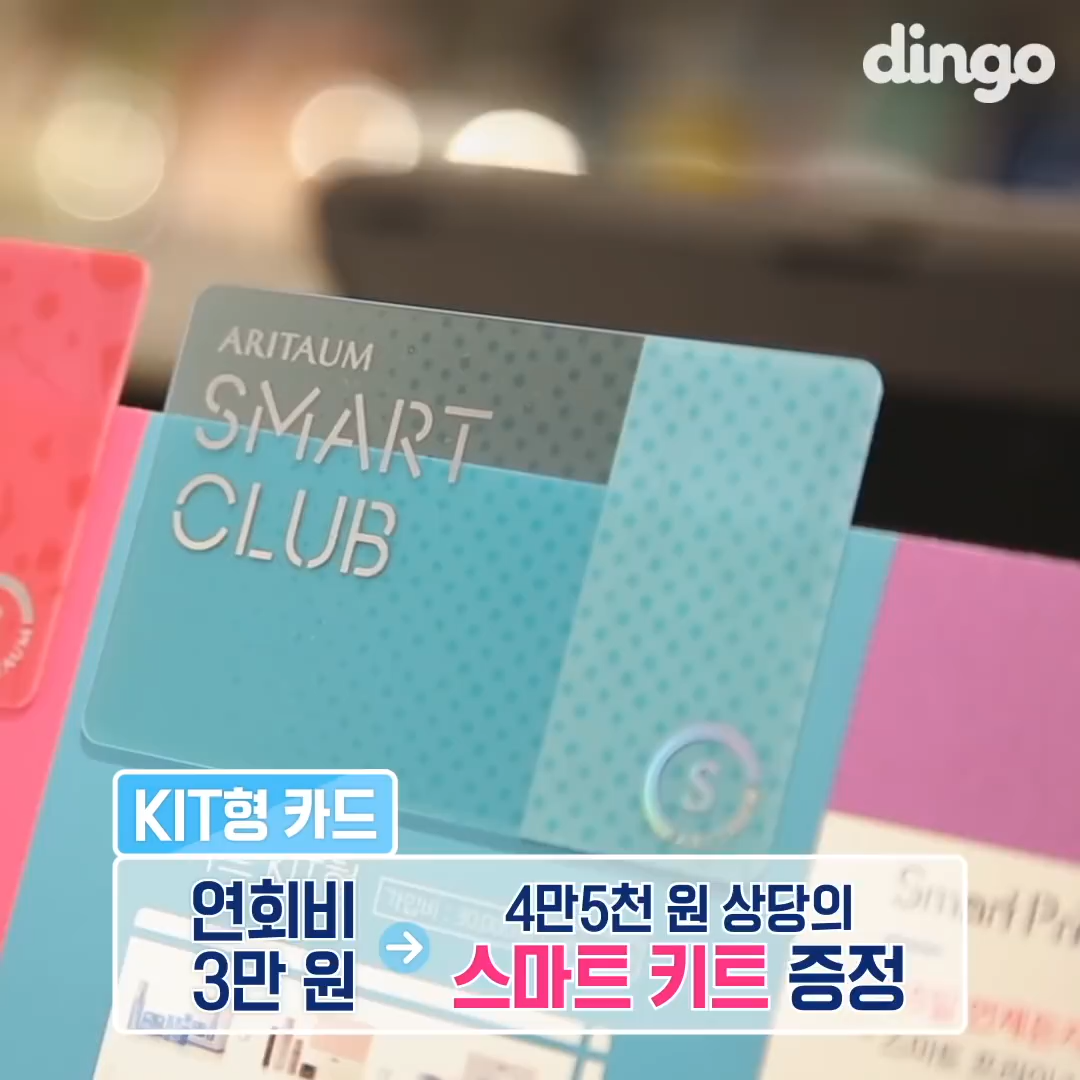 dingo
ARITAUM
SMART
CLUB
S
KIT형 카드
연회비
3만 원
4만5천 원 상당의
스마트 키트 증정